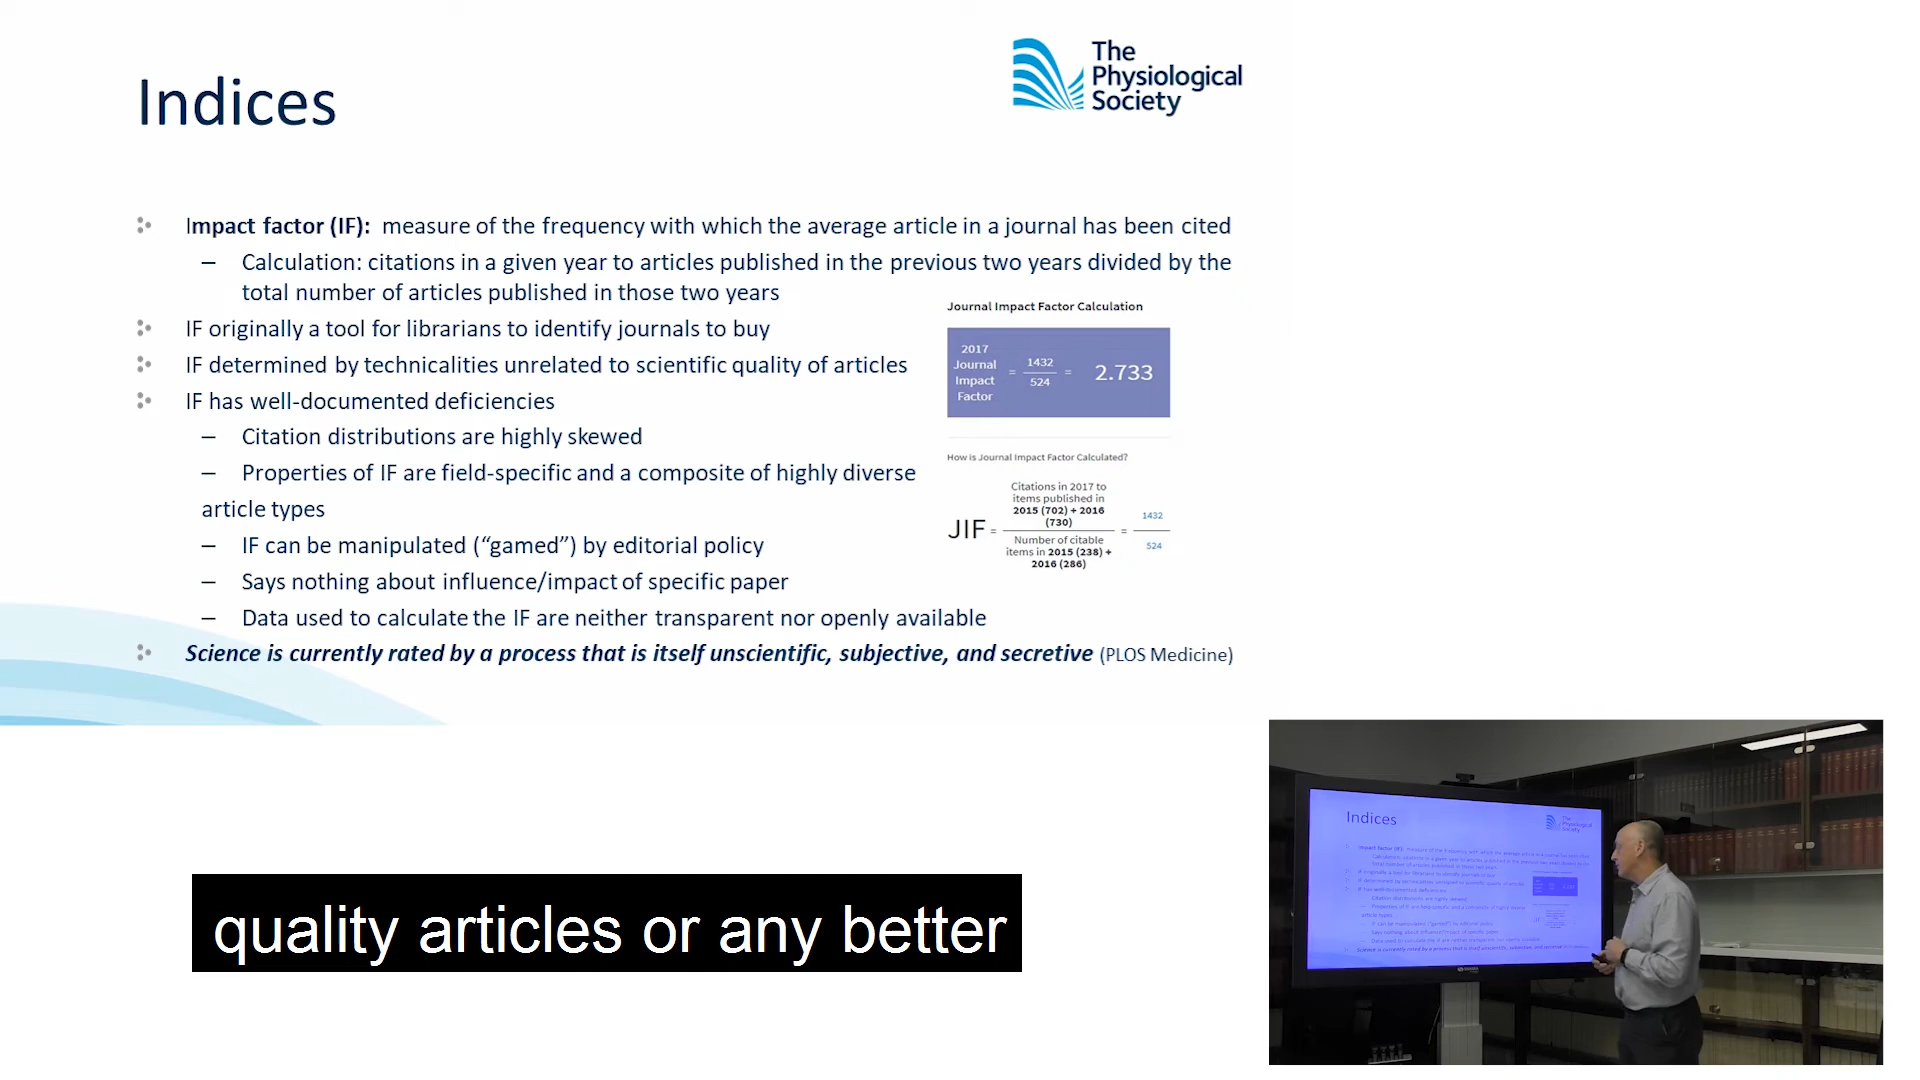 The
Physiological
Society
Indices
Impact factor (IF): measure of the frequency with which the average article in a journal has been cited
– Calculation: citations in a given year to articles published in the previous two years divided by the
total number of articles published in those two years
IF originally a tool for librarians to identify journals to buy
IF determined by technicalities unrelated to scientific quality of articles
IF has well-documented deficiencies
– Citation distributions are highly skewed
– Properties of IF are field-specific and a composite of highly diverse
article types
– IF can be manipulated (“gamed”) by editorial policy
– Says nothing about influence/impact of specific paper
– Data used to calculate the IF are neither transparent nor openly available
Science is currently rated by a process that is itself unscientific, subjective, and secretive (PLOS Medicine)
Journal Impact Factor Calculation
2017
Journal
Impact
Factor
= 1432
524
= 2.733
How is Journal Impact Factor Calculated?
JIF =
Citations in 2017 to
items published in
2015 (702) + 2016
(730)
Number of citable
items in 2015 (238) +
2016 (286)
= 1432
524
quality articles or any better
Indices
The
Physiological
Society